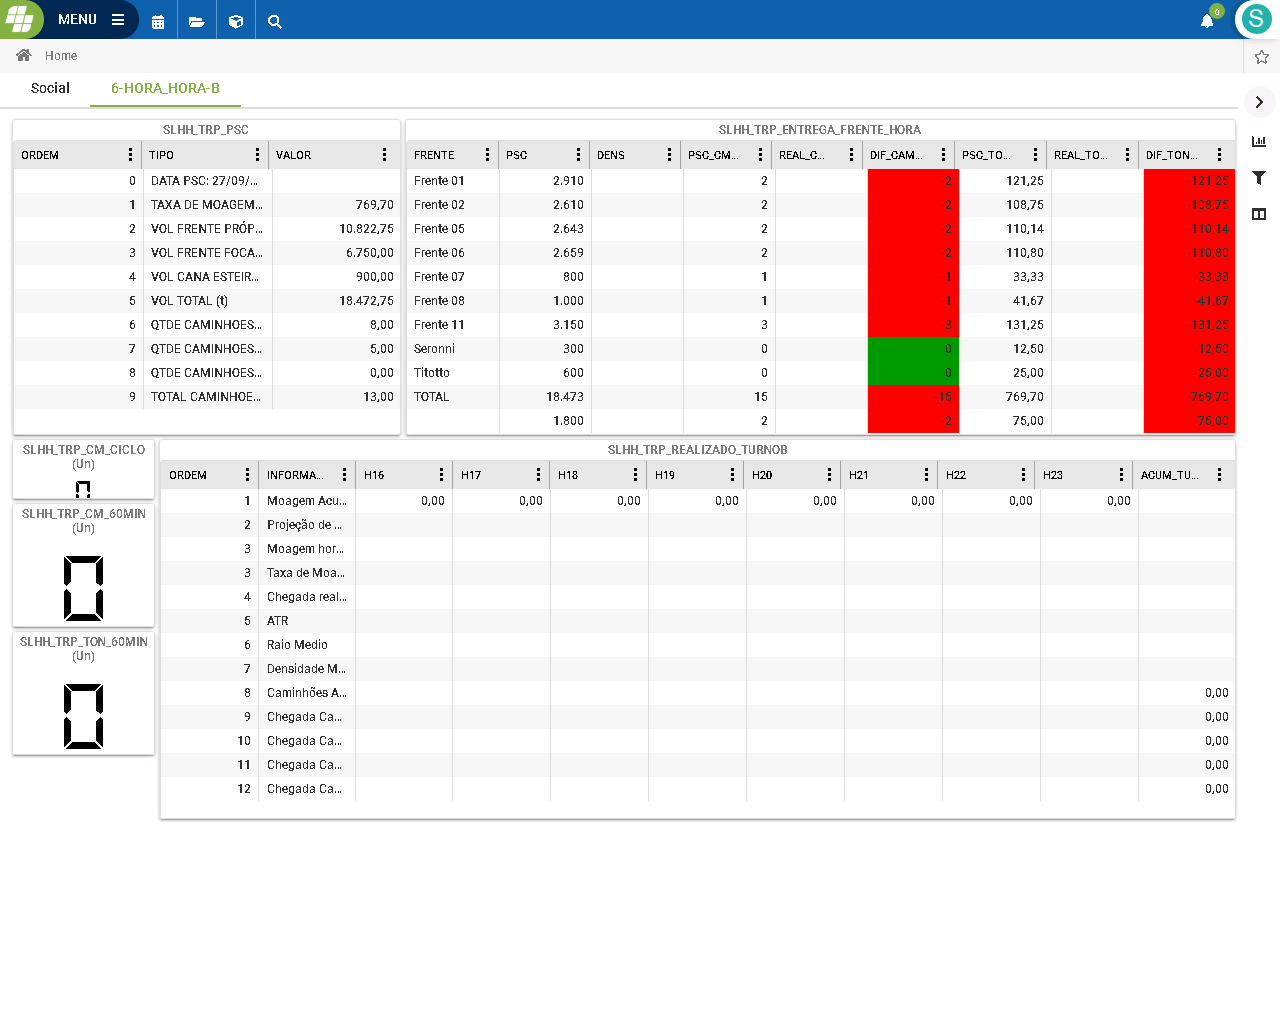 MENU
0
S
Home
Social 6-HORA_HORA-B
SLHH_TRP_PSC
ORDEM TIPO VALOR
0 DATA PSC: 27/09/...
1 TAXA DE MOAGEM... 769,70
2 VOL FRENTE PRÓP... 10.822,75
3 VOL FRENTE FOCA... 6.750,00
4 VOL CANA ESTEIR... 900,00
5 VOL TOTAL (t) 18.472,75
6 QTDE CAMINHOES... 8,00
7 QTDE CAMINHOES... 5,00
8 QTDE CAMINHOES... 0,00
9 TOTAL CAMINHOE... 13,00
SLHH_TRP_ENTREGA_FRENTE_HORA
FRENTE PSC DENS PSC_CM... REAL_C... DIF_CAM... PSC_TO... REAL_TO... DIF_TON...
Frente 01 2.910 2 -2 121,25 -121,25
Frente 02 2.610 2 -2 108,75 -108,75
Frente 05 2.643 2 -2 110,14 -110,14
Frente 06 2.659 2 -2 110,80 -110,80
Frente 07 800 1 -1 33,33 -33,33
Frente 08 1.000 1 -1 41,67 -41,67
Frente 11 3.150 3 -3 131,25 -131,25
Seronni 300 0 0 12,50 -12,50
Titotto 600 0 0 25,00 -25,00
TOTAL 18.473 15 -15 769,70 -769,70
1.800 2 -2 75,00 -75,00
SLHH_TRP_CM_CICLO
(Un)
0
SLHH_TRP_CM_60MIN
(Un)
0
SLHH_TRP_TON_60MIN
(Un)
0
SLHH_TRP_REALIZADO_TURNOB
ORDEM INFORMA... H16 H17 H18 H19 H20 H21 H22 H23 ACUM_TU...
1 Moagem Acu... 0,00 0,00 0,00 0,00 0,00 0,00 0,00 0,00
2 Projeção de ...
3 Moagem hor...
3 Taxa de Moa...
4 Chegada real...
5 ATR
6 Raio Medio
7 Densidade M...
8 Caminhões A... 0,00
9 Chegada Ca... 0,00
10 Chegada Ca... 0,00
11 Chegada Ca... 0,00
12 Chegada Ca... 0,00